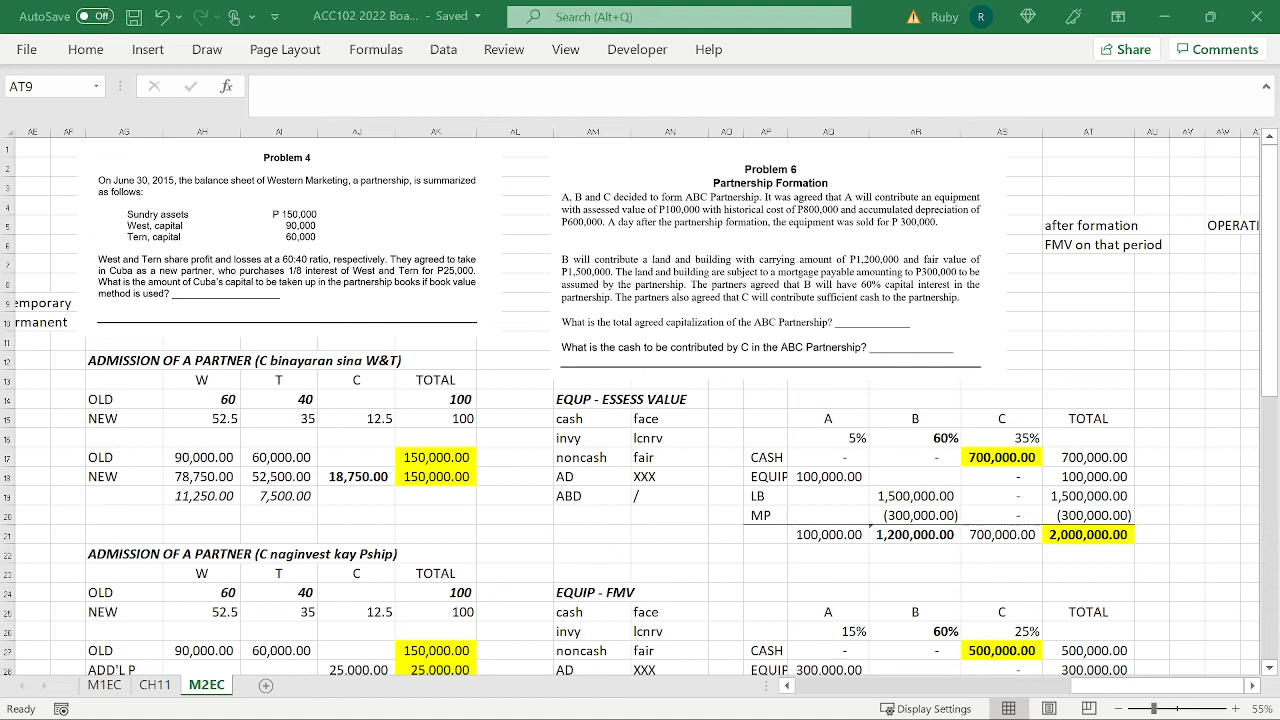 AutoSave Off ACC102 2022 Boa... - Saved Search (Alt+Q) Ruby R
File Home Insert Draw Page Layout Formulas Data Review View Developer Help Share Comments
AT9 fx
AE AF AG AH AI AJ AK AL AM AN AO AP AQ AR AS AT AU AV AW
Problem 4
On June 30, 2015, the balance sheet of Western Marketing, a partnership, is summarized
as follows:
Sundry assets P 150,000
West, capital 90,000
Tern, capital 60,000
West and Tern share profit and losses at a 60:40 ratio, respectively. They agreed to take
in Cuba as a new partner, who purchases 1/8 interest of West and Tern for P25,000.
What is the amount of Cuba's capital to be taken up in the partnership books if book value
method is used?
Problem 6
Partnership Formation
A, B and C decided to form ABC Partnership. It was agreed that A will contribute an equipment
with assessed value of P100,000 with historical cost of P800,000 and accumulated depreciation of
P600,000. A day after the partnership formation, the equipment was sold for P 300,000.
B will contribute a land and building with carrying amount of P1,200,000 and fair value of
P1,500,000. The land and building are subject to a mortgage payable amounting to P300,000 to be
assumed by the partnership. The partners agreed that B will have 60% capital interest in the
partnership. The partners also agreed that C will contribute sufficient cash to the partnership.
What is the total agreed capitalization of the ABC Partnership?
What is the cash to be contributed by C in the ABC Partnership?
after formation OPERATI
FMV on that period
emporary
rmanent
ADMISSION OF A PARTNER (C binayaran sina W&T)
W T C TOTAL
OLD 60 40 100
NEW 52.5 35 12.5 100
OLD 90,000.00 60,000.00 150,000.00
NEW 78,750.00 52,500.00 18,750.00 150,000.00
11,250.00 7,500.00
ADMISSION OF A PARTNER (C naginvest kay Pship)
W T C TOTAL
OLD 60 40 100
NEW 52.5 35 12.5 100
OLD 90,000.00 60,000.00 150,000.00
ADD'L P 25,000.00 25,000.00
EQUP - ESSESS VALUE
cash face A B C TOTAL
invy lcnrv 5% 60% 35%
noncash fair CASH - - 700,000.00 700,000.00
AD XXX EQUIP 100,000.00 - 100,000.00
ABD / LB 1,500,000.00 - 1,500,000.00
MP (300,000.00) - (300,000.00)
100,000.00 1,200,000.00 700,000.00 2,000,000.00
EQUIP - FMV
cash face A B C TOTAL
invy lcnrv 15% 60% 25%
noncash fair CASH - - 500,000.00 500,000.00
AD XXX EQUIP 300,000.00 - 300,000.00
M1EC CH11 M2EC
Ready Display Settings 55%